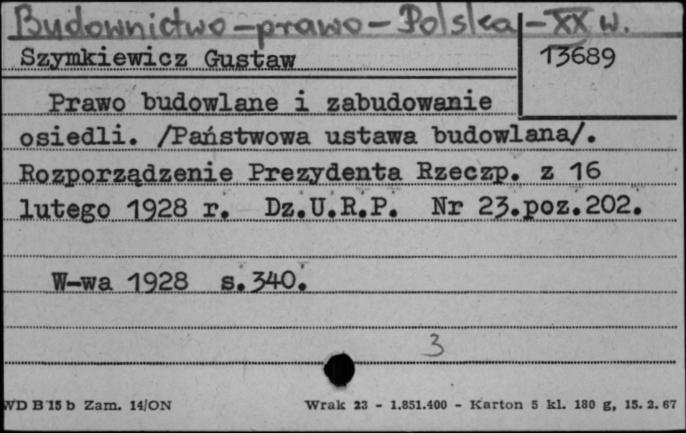 Budownictwo-prawo-Polska-XX w.
Szymkiewicz Gustaw
13689
Prawo budowlane i zabudowanie
osiedli. /Państwowa ustawa budowlana/.
Rozporządzenie Prezydenta Rzeczp. z 16
lutego 1928 r. Dz.U.R.P. Nr 23.poz.202.
W-wa 1928 s.340.
3
WD B 15 b Zam. 14/ON
Wrak 23 - 1.851.400 - Karton 5 kl. 180 g, 15. 2. 67